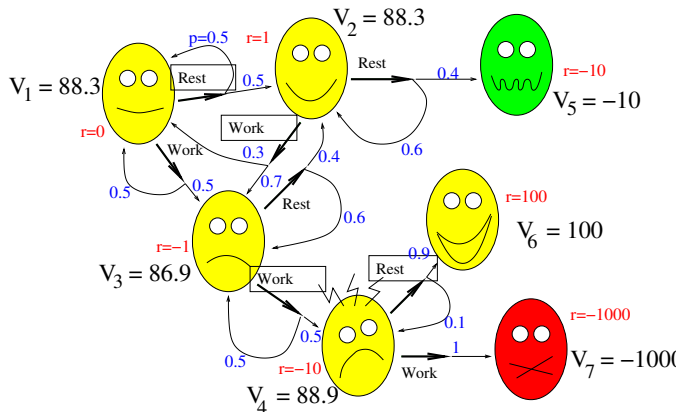 V2 = 88.3
r=1
p=0.5
Rest
0.5
Rest
0.4
r=−10
V5 = −10
V1 = 88.3
r=0
Work
Work
0.3
0.4
0.6
0.5
0.5
0.7
Rest
0.6
r=100
V6 = 100
r=−1
V3 = 86.9
Work
Rest
0.9
0.1
r=−1000
0.5
0.5
1
r=−10
Work
V7 = −1000
V4 = 88.9